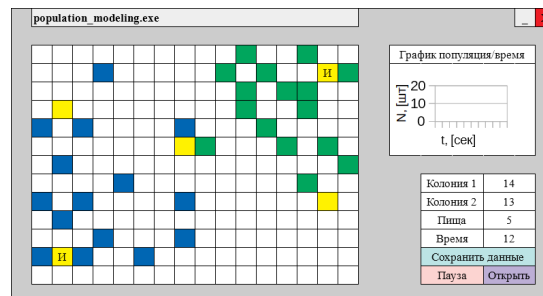 population_modeling.exe
_
График популяция/время
20
10
0
N, [шт]
t, [сек]
И
И
Колония 1 14
Колония 2 13
Пища 5
Время 12
Сохранить данные
Пауза Открыть